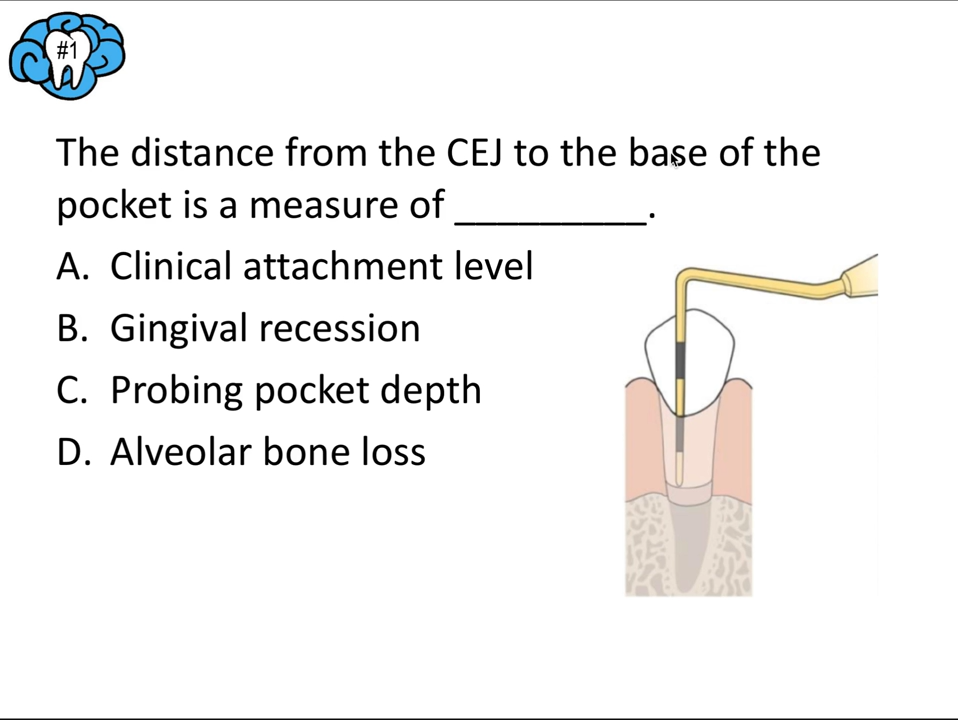 #1
The distance from the CEJ to the base of the
pocket is a measure of _________.
A. Clinical attachment level
B. Gingival recession
C. Probing pocket depth
D. Alveolar bone loss